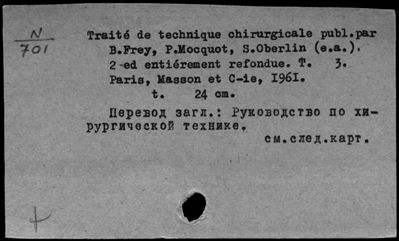 N
701
Traité de technique chirurgicale publ.par
B.Frey, P.Mocquot, S.Oberlin (e.a.).
2 ed entiérement refondue. T. 3.
Paris, Masson et C-ie, 1961.
t. 24 cm.
Перевод загл.: Руководство по хи-
рургической технике.
см.след.карт.